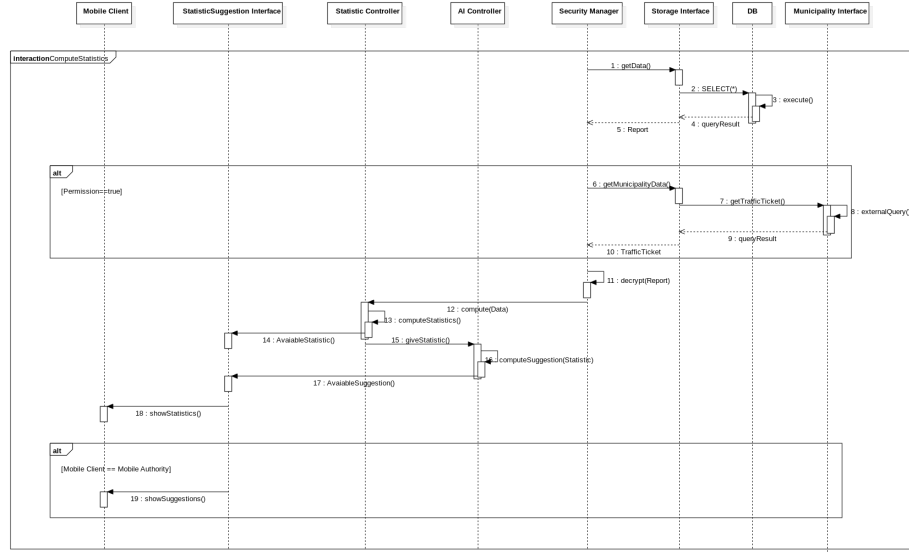 Mobile Client
StatisticSuggestion Interface
Statistic Controller
AI Controller
Security Manager
Storage Interface
DB
Municipality Interface
interactionComputeStatistics
1 : getData()
2 : SELECT(*)
3 : execute()
4 : queryResult
5 : Report
alt
[Permission==true]
6 : getMunicipalityData()
7 : getTrafficTicket()
8 : externalQuery()
9 : queryResult
10 : TrafficTicket
11 : decrypt(Report)
12 : compute(Data)
13 : computeStatistics()
14 : AvaiableStatistic()
15 : giveStatistic()
16 : computeSuggestion(Statistic)
17 : AvaiableSuggestion()
18 : showStatistics()
alt
[Mobile Client == Mobile Authority]
19 : showSuggestions()